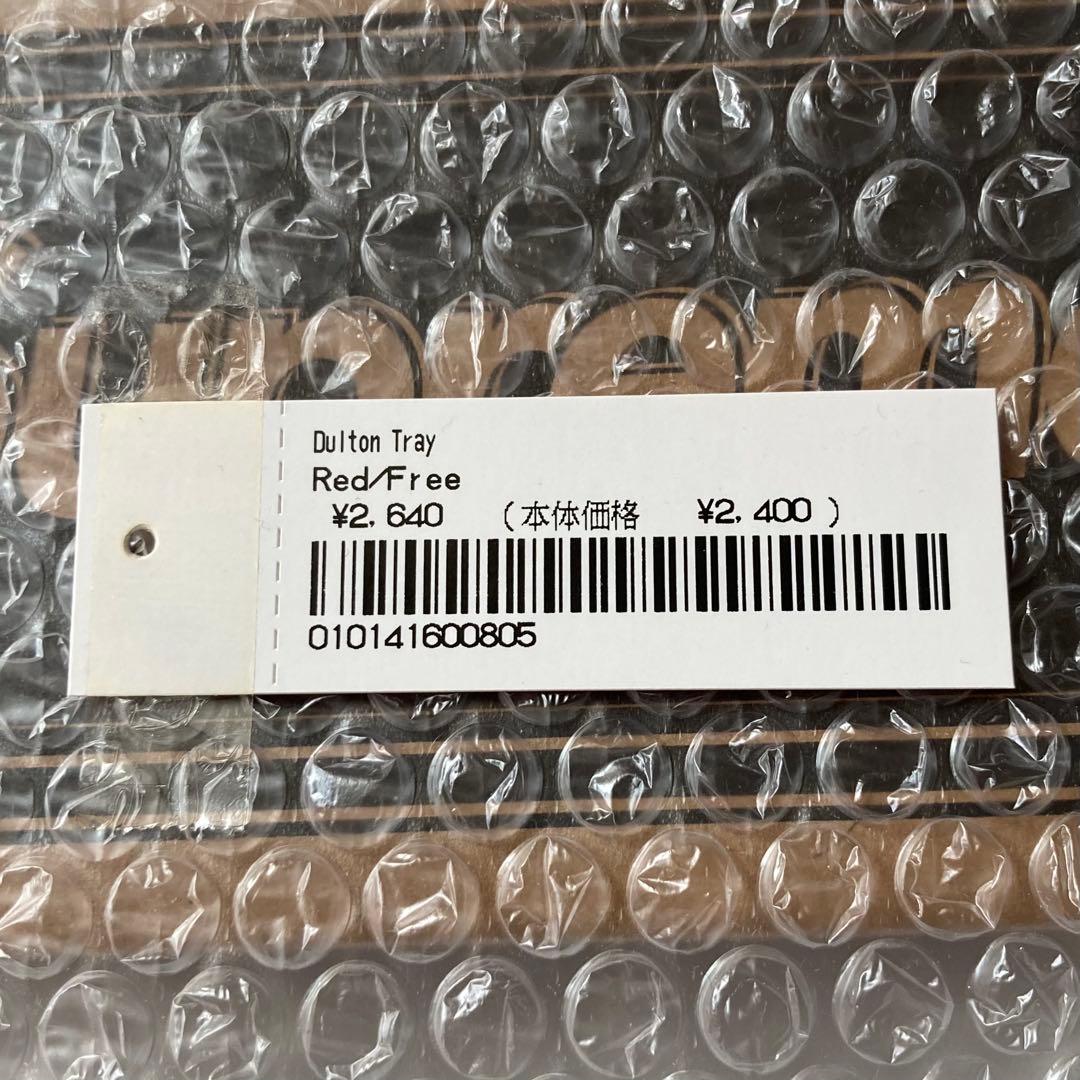 Dulton Tray
Red/Free
¥2,640 (本体価格 ¥2,400)
010141600805